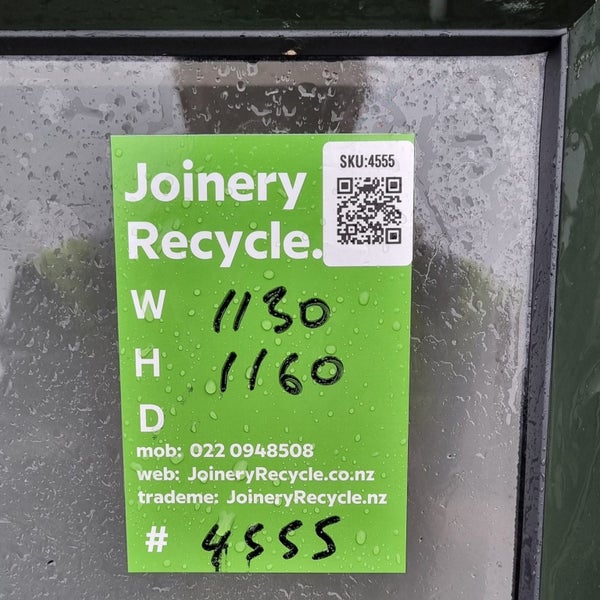 SKU:4555
Joinery
Recycle.
W 1130
H 1160
D
mob: 022 0948508
web: JoineryRecycle.co.nz
trademe: JoineryRecycle.nz
# 4555